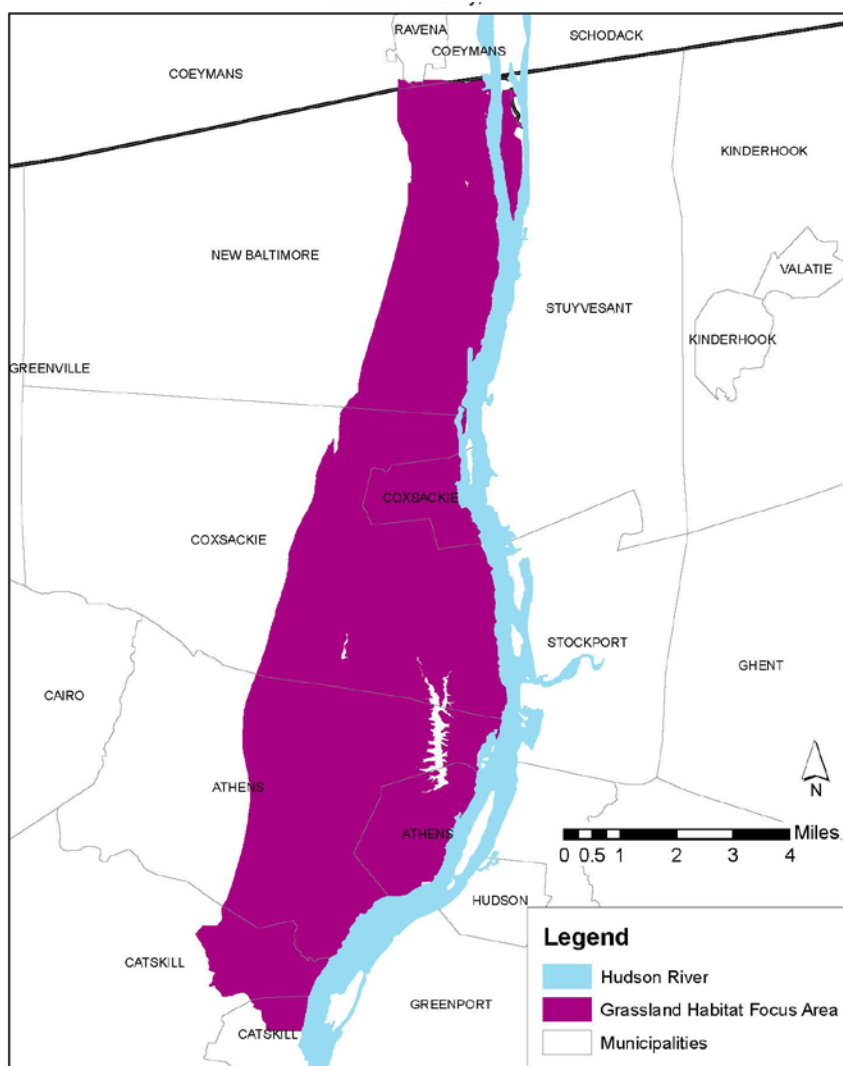 RAVENA
COEYMANS
SCHODACK
COEYMANS
KINDERHOOK
NEW BALTIMORE
VALATIE
STUYVESANT
KINDERHOOK
GREENVILLE
COXSACKIE
COXSACKIE
STOCKPORT
GHENT
CAIRO
ATHENS
N
ATHENS
Miles
0 0.5 1 2 3 4
HUDSON
Legend
CATSKILL
Hudson River
GREENPORT
Grassland Habitat Focus Area
CATSKILL
Municipalities